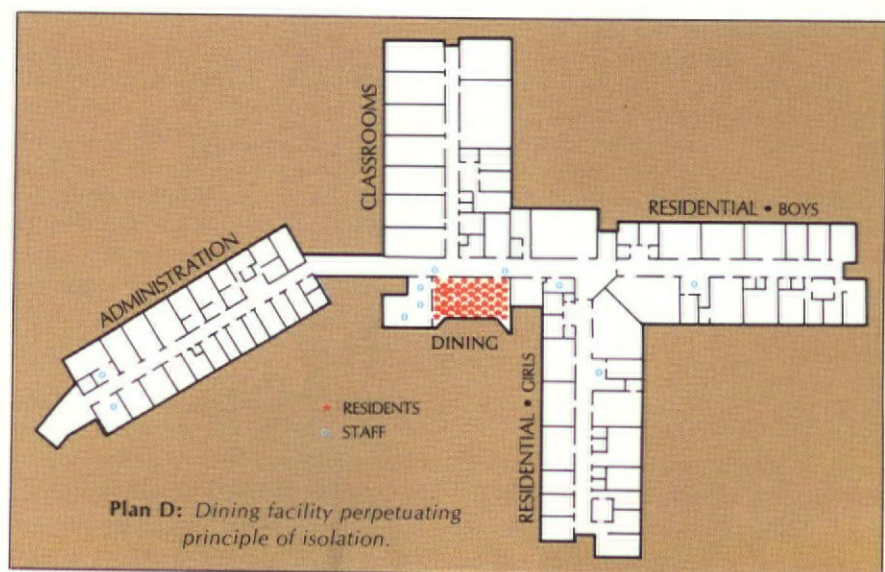 CLASSROOMS
RESIDENTIAL • BOYS
ADMINISTRATION
DINING
RESIDENTIAL • GIRLS
RESIDENTS
STAFF
Plan D: Dining facility perpetuating
principle of isolation.